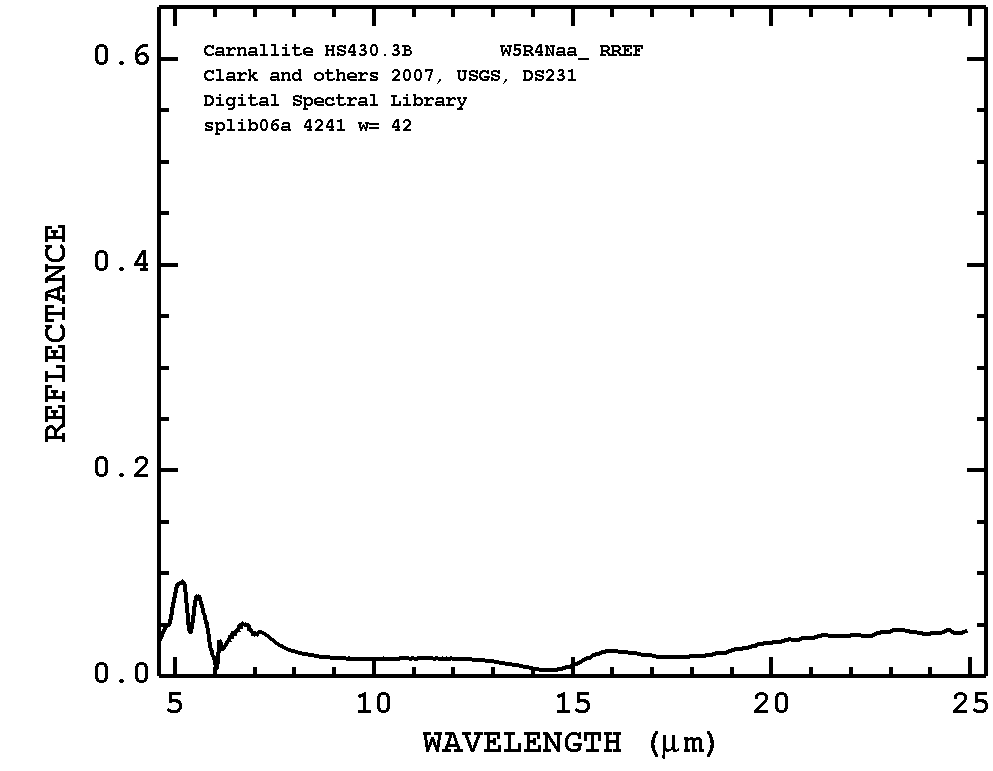 Carnallite HS430.3B W5R4Naa_ RREF
Clark and others 2007, USGS, DS231
Digital Spectral Library
splib06a 4241 w= 42
0.6
0.4
0.2
0.0
REFLECTANCE
5 10 15 20 25
WAVELENGTH (µm)